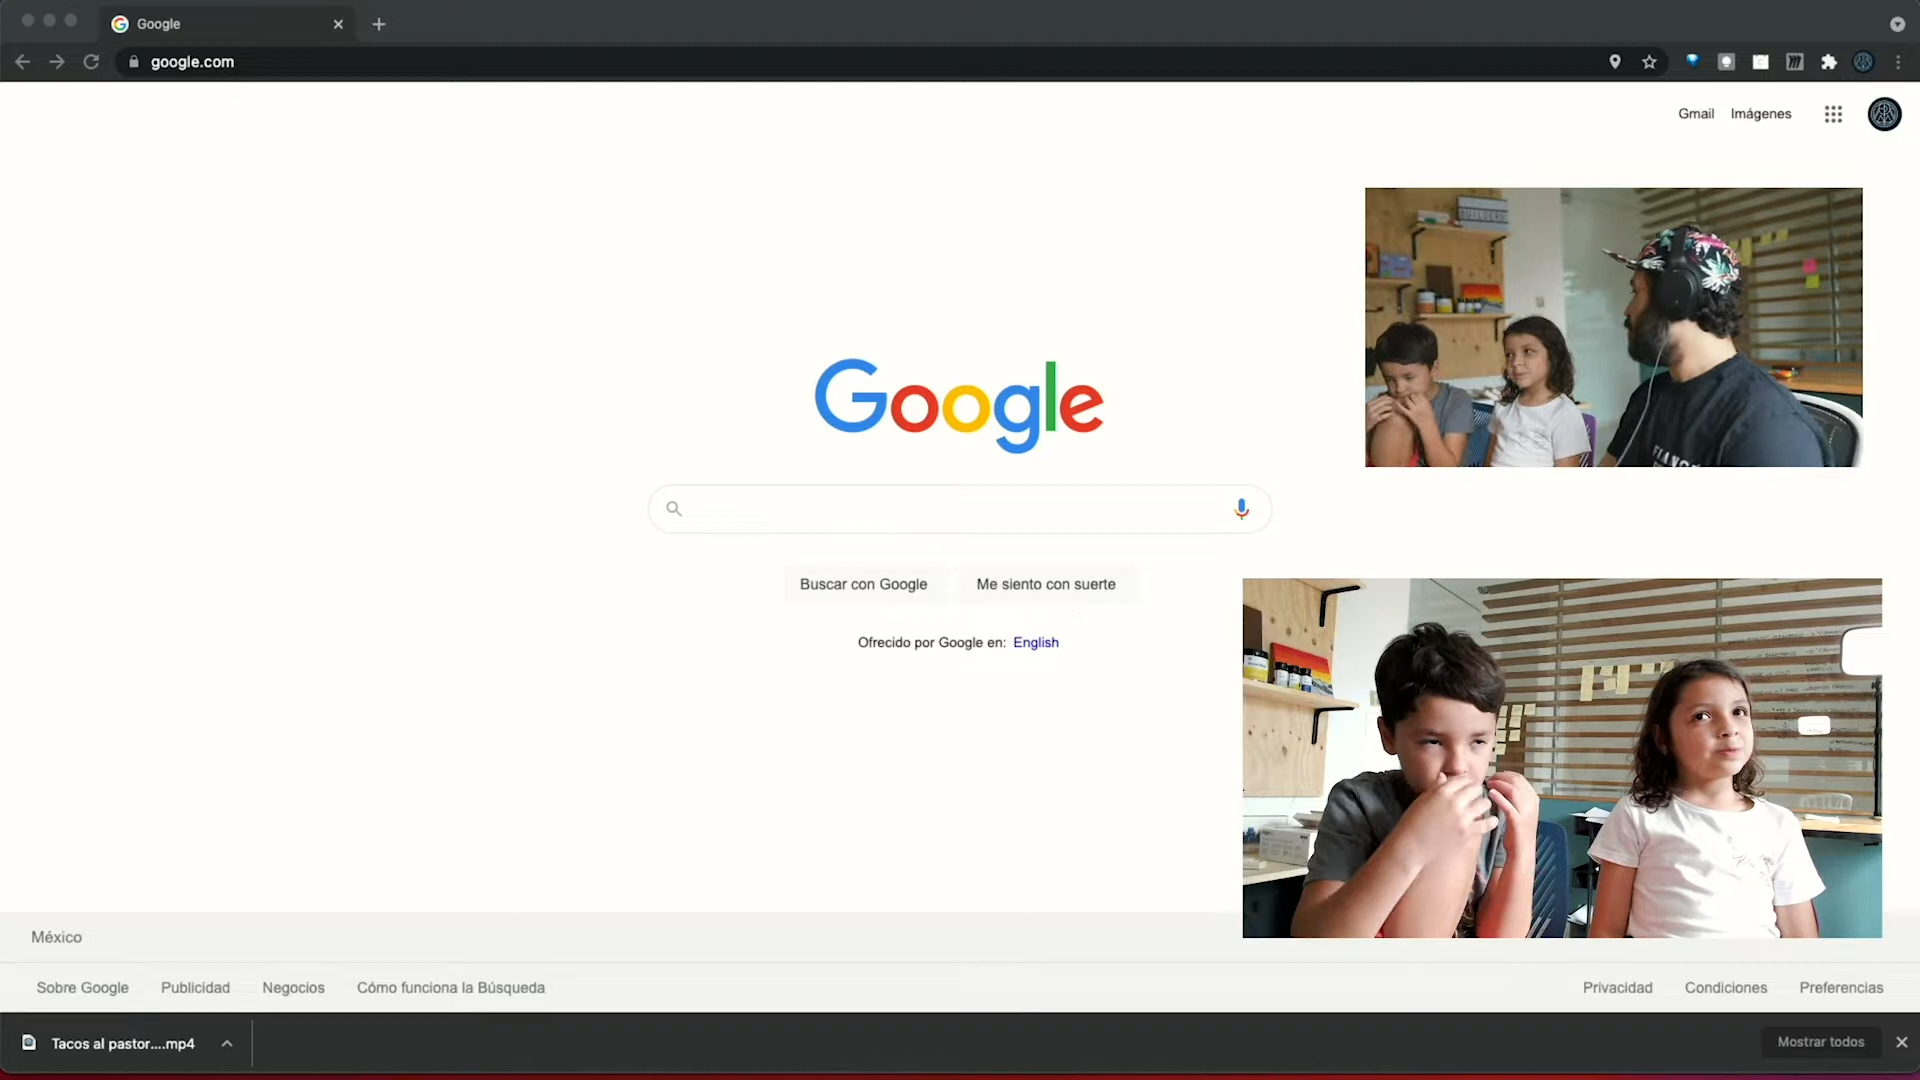 Google
google.com
Gmail Imágenes
BUILDERS
Google
Buscar con Google Me siento con suerte
Ofrecido por Google en: English
México
Sobre Google Publicidad Negocios Cómo funciona la Búsqueda
Privacidad Condiciones Preferencias
Tacos al pastor....mp4
Mostrar todos